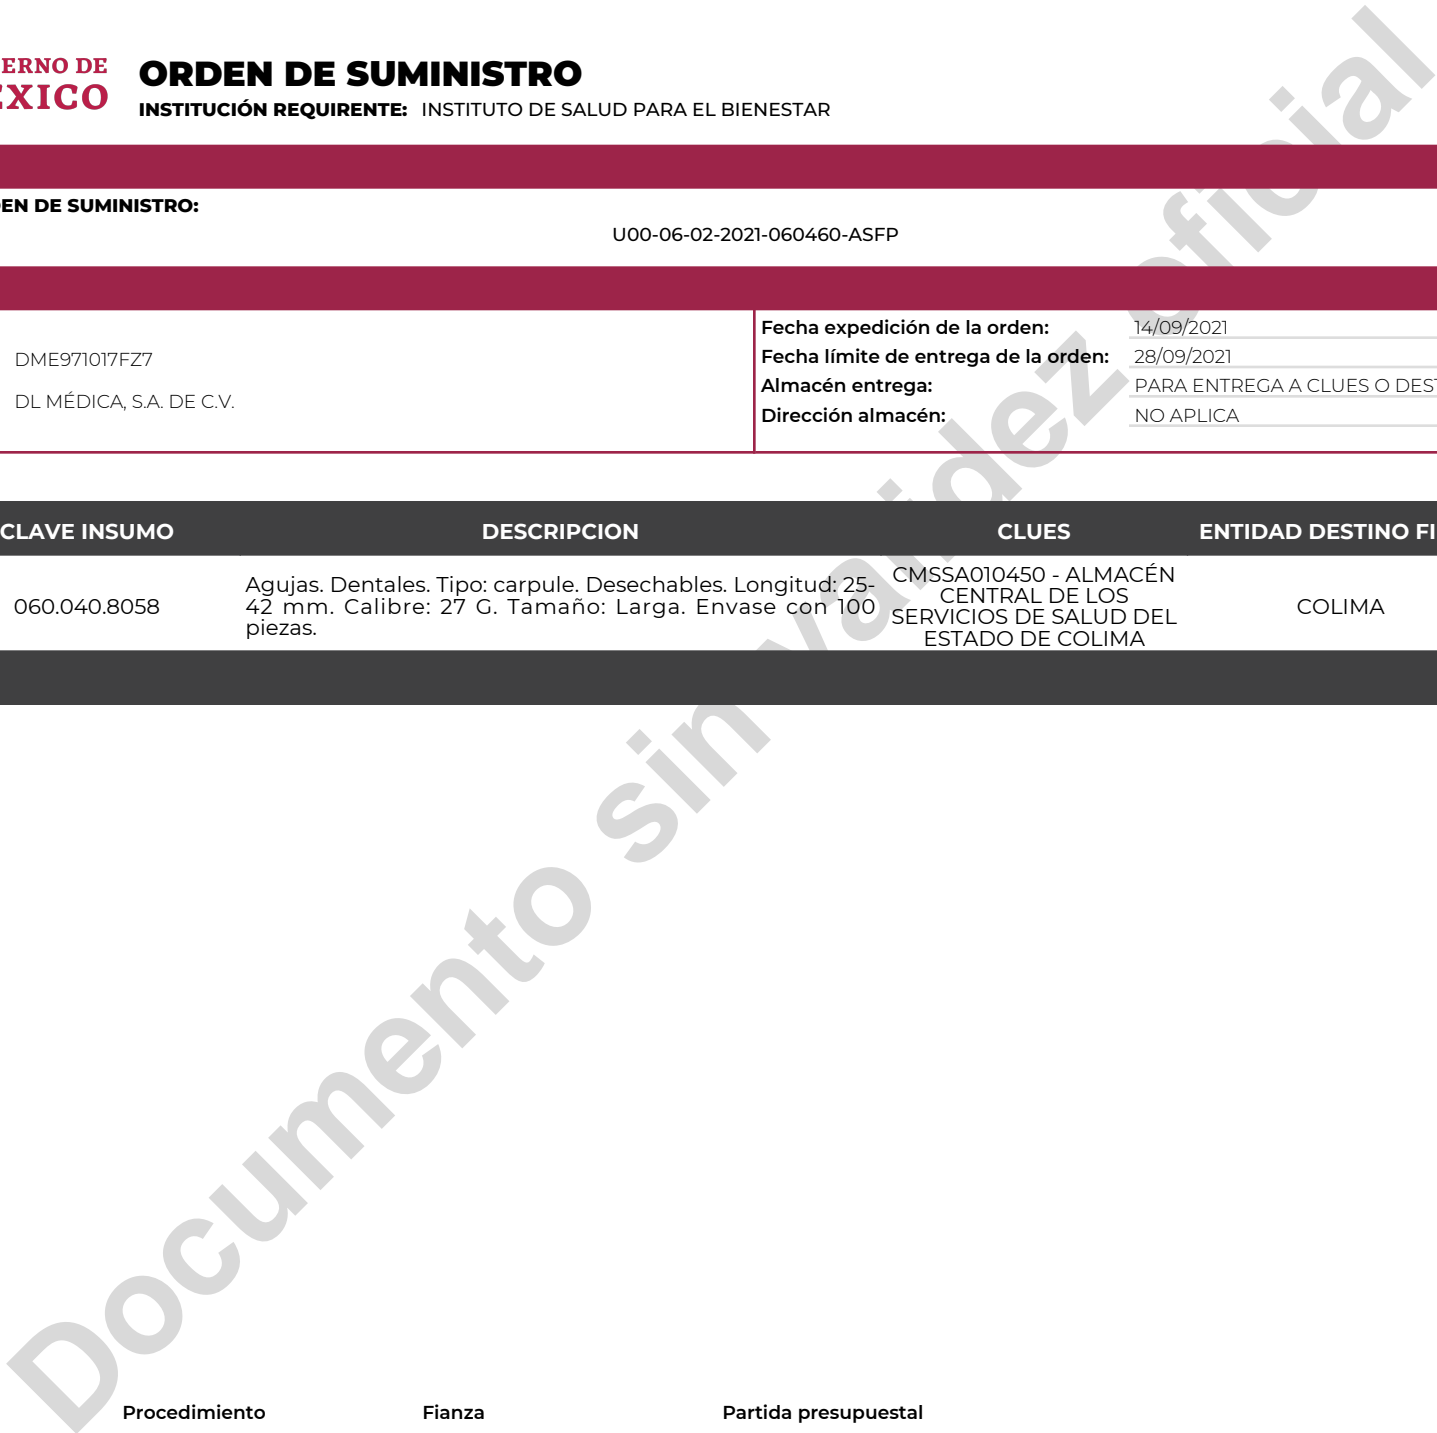 ERNO DE
ÉXICO
ORDEN DE SUMINISTRO
INSTITUCIÓN REQUIRENTE: INSTITUTO DE SALUD PARA EL BIENESTAR
EN DE SUMINISTRO:
U00-06-02-2021-060460-ASFP
DME971017FZ7
DL MÉDICA, S.A. DE C.V.
Fecha expedición de la orden: 14/09/2021
Fecha límite de entrega de la orden: 28/09/2021
Almacén entrega: PARA ENTREGA A CLUES O DEST
Dirección almacén: NO APLICA
CLAVE INSUMO DESCRIPCION CLUES ENTIDAD DESTINO FI
060.040.8058
Agujas. Dentales. Tipo: carpule. Desechables. Longitud: 25-
42 mm. Calibre: 27 G. Tamaño: Larga. Envase con 100
piezas.
CMSSA010450 - ALMACÉN
CENTRAL DE LOS
SERVICIOS DE SALUD DEL
ESTADO DE COLIMA
COLIMA
Documento sin validez oficial
Procedimiento Fianza Partida presupuestal